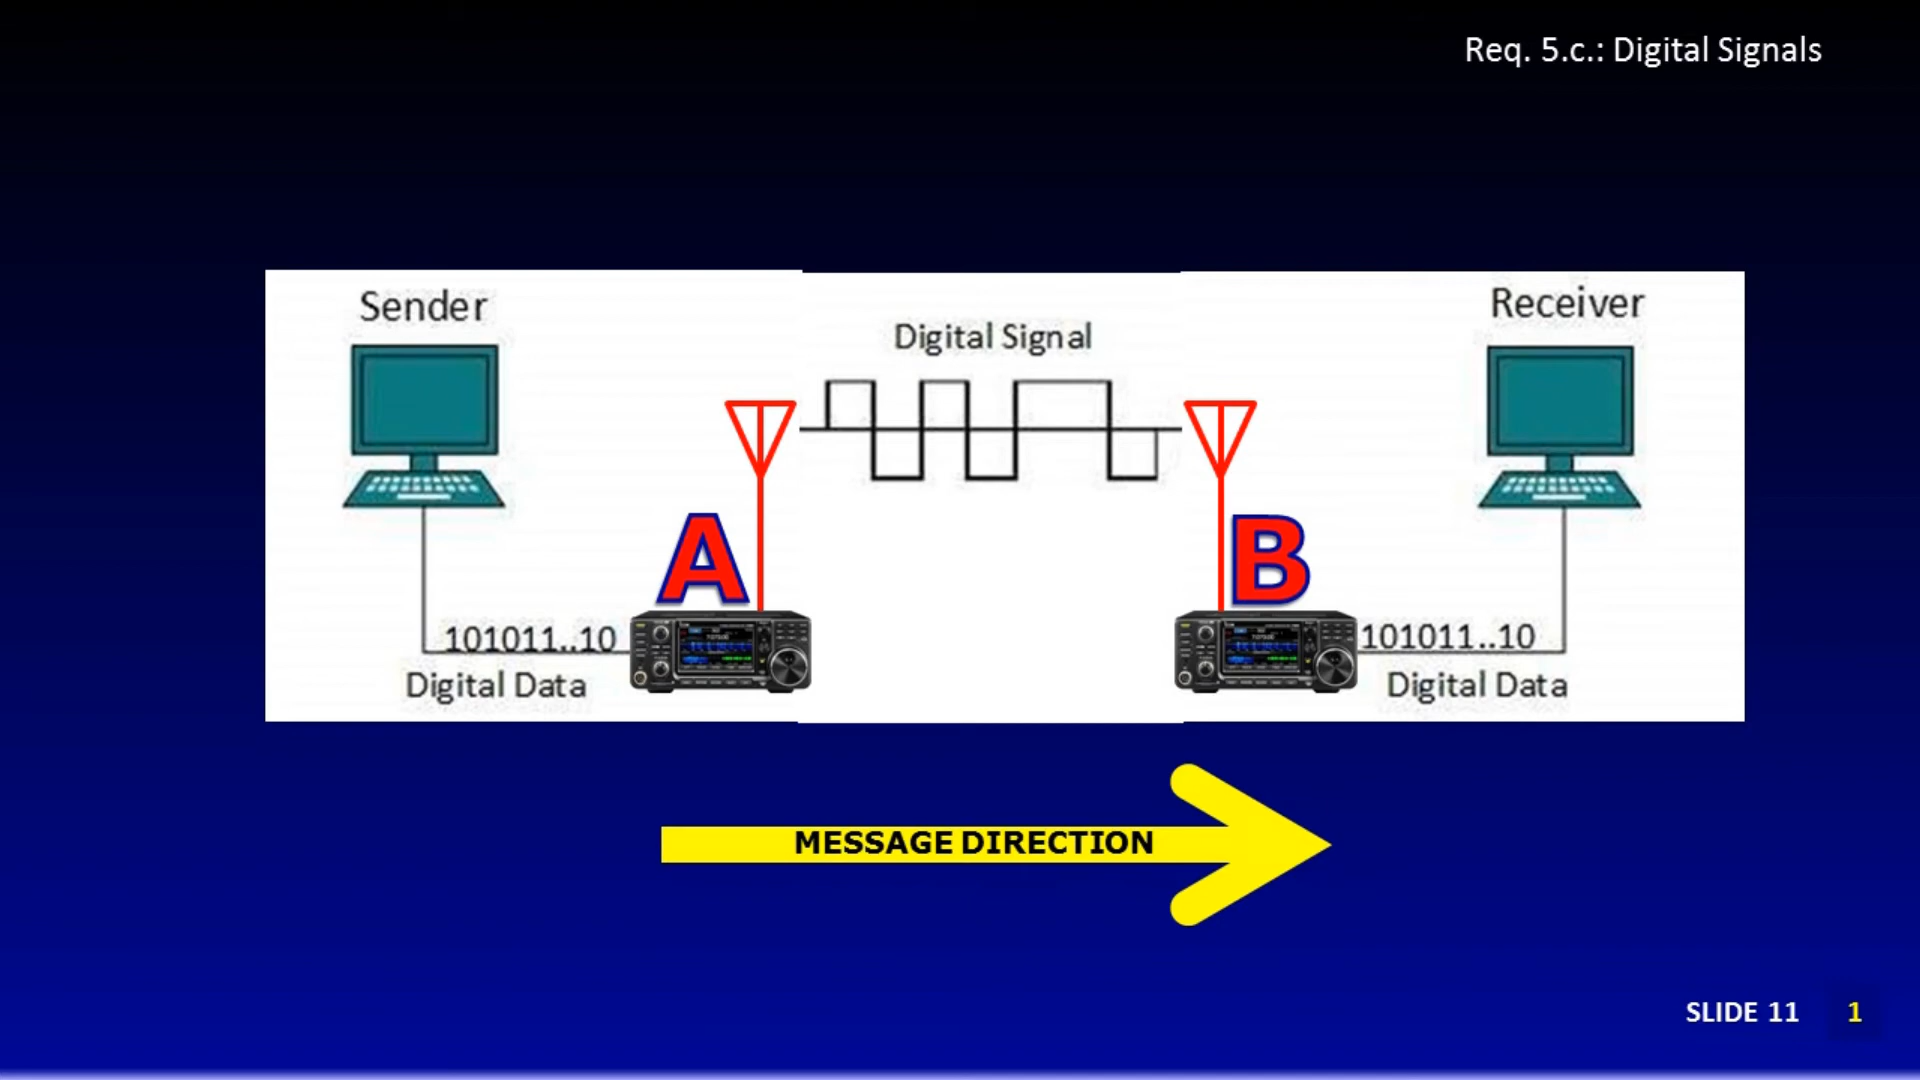 Req. 5.c.: Digital Signals
Sender
Receiver
Digital Signal
A
B
101011..10
101011..10
Digital Data
Digital Data
MESSAGE DIRECTION
SLIDE 11 1